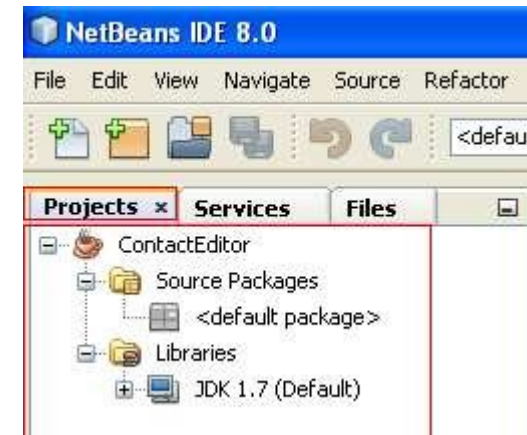 NetBeans IDE 8.0
File Edit View Navigate Source Refactor
<defau
Projects × Services Files
ContactEditor
Source Packages
<default package>
Libraries
JDK 1.7 (Default)